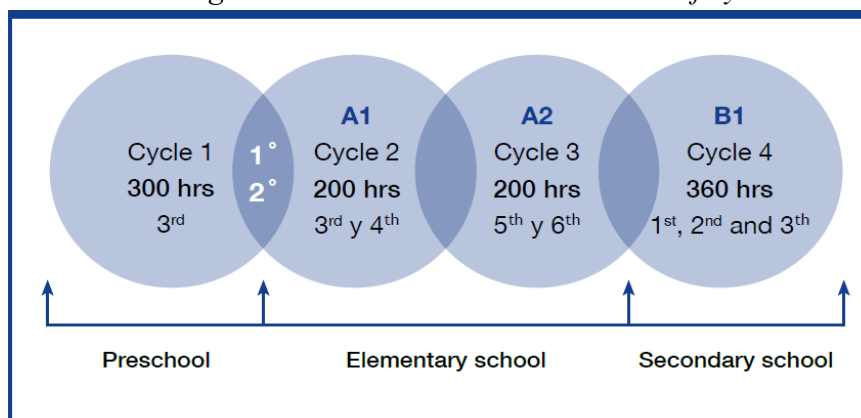 Cycle 1
300 hrs
3rd
1°
2°
A1
Cycle 2
200 hrs
3rd y 4th
A2
Cycle 3
200 hrs
5th y 6th
B1
Cycle 4
360 hrs
1st, 2nd and 3th
Preschool
Elementary school
Secondary school